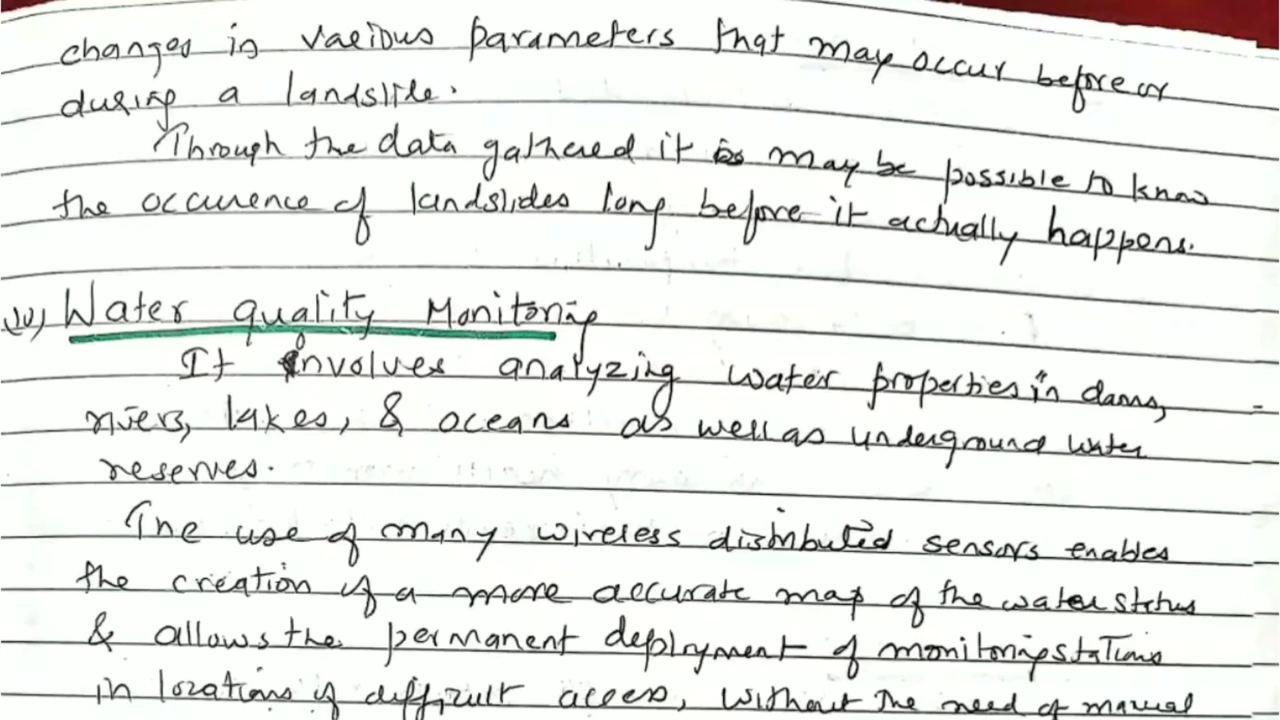 changes in various parameters that may occur before or
during a landslide.
Through the data gathered it is may be possible to know
the occurence of landslides long before it actually happens.
(iv) Water quality Monitoring
It involves analyzing water properties in dams,
rivers, lakes, & oceans as well as underground water
reserves.
The use of many wireless distributed sensors enables
the creation of a more accurate map of the water status
& allows the permanent deployment of monitoring stations
in locations of difficult access, without the need of manual